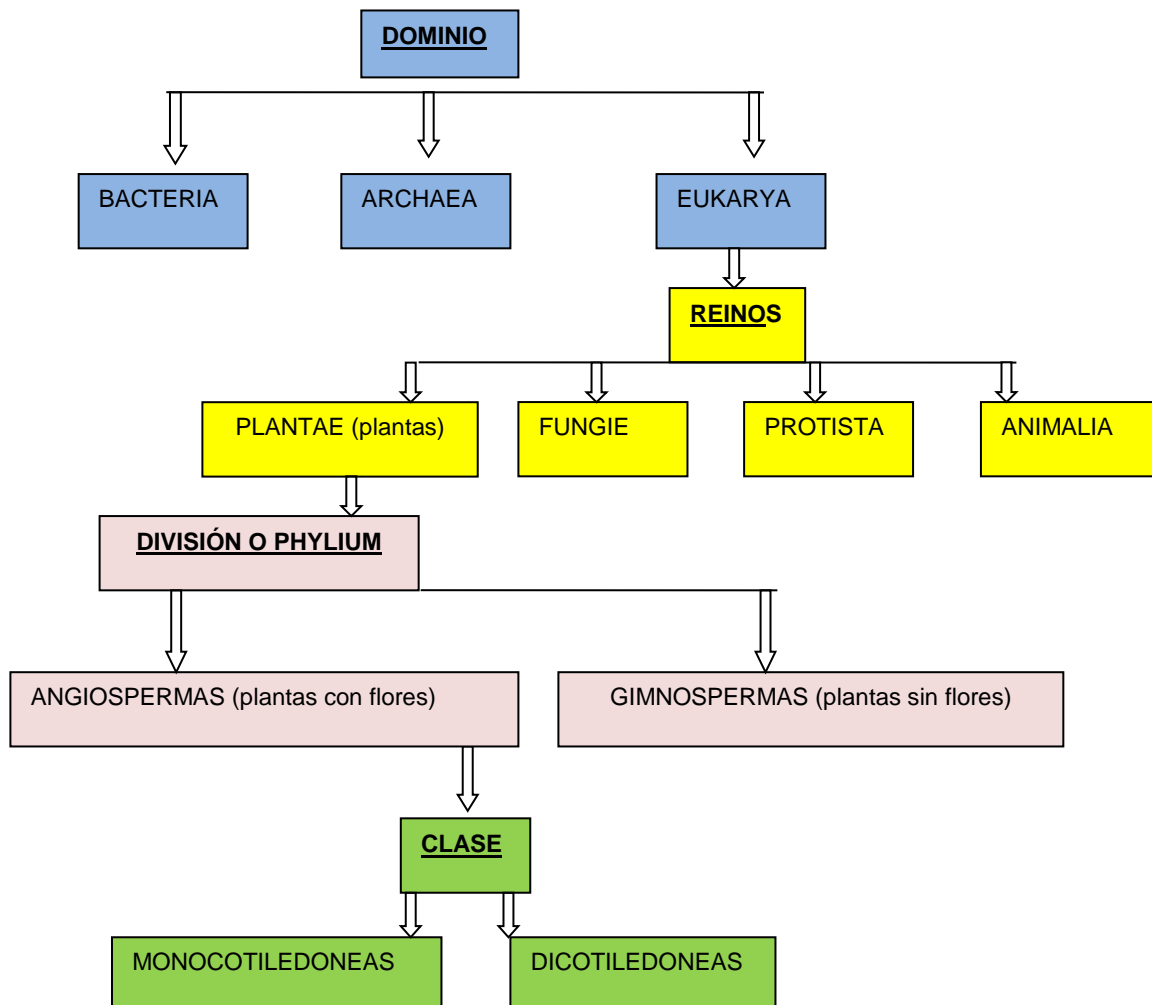 DOMINIO
BACTERIA
ARCHAEA
EUKARYA
REINOS
PLANTAE (plantas)
FUNGIE
PROTISTA
ANIMALIA
DIVISIÓN O PHYLIUM
ANGIOSPERMAS (plantas con flores)
GIMNOSPERMAS (plantas sin flores)
CLASE
MONOCOTILEDONEAS
DICOTILEDONEAS